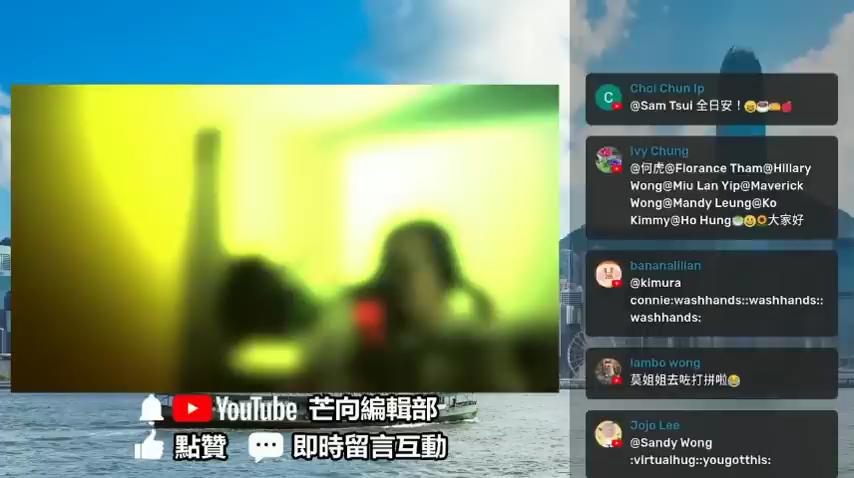 Choi Chun Ip
@Sam Tsui 全日安！
Ivy Chung
@何虎@Florance Tham@Hillary
Wong@Miu Lan Yip@Maverick
Wong@Mandy Leung@Ko
Kimmy@Ho Hung大家好
bananalilian
@kimura
connie:washhands::washhands::
washhands:
lambo wong
莫姐姐去咗打拼啦
Jojo Lee
@Sandy Wong
:virtualhug::yougotthis:
YouTube 芒向編輯部
點贊 即時留言互動